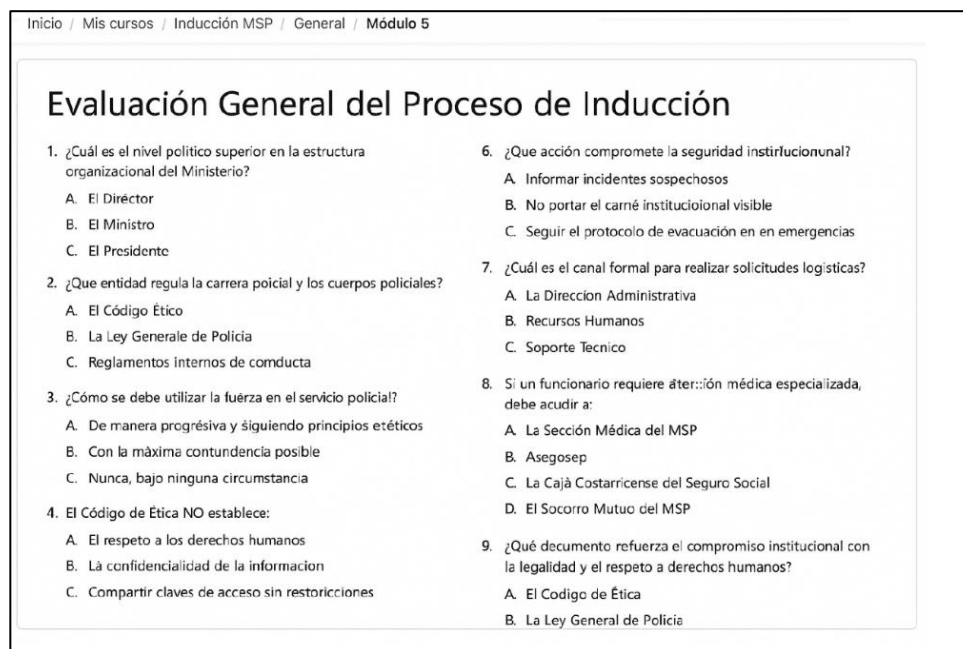 Inicio / Mis cursos / Inducción MSP / General / Módulo 5
Evaluación General del Proceso de Inducción
1. ¿Cuál es el nivel politico superior en la estructura
organizacional del Ministerio?
A. El Diréctor
B. El Ministro
C. El Presidente
2. ¿Que entidad regula la carrera poicial y los cuerpos policiales?
A. El Código Ético
B. La Ley Generale de Policia
C. Reglamentos internos de comducta
3. ¿Cómo se debe utilizar la fuérza en el servicio policial?
A. De manera progrésiva y siguiendo principios etéticos
B. Con la màxima contundencia posible
C. Nunca, bajo ninguna circumstancia
4. El Código de Ética NO establece:
A. El respeto a los derechos humanos
B. Là confidencialidad de la informacion
C. Compartir claves de acceso sin restoricciones
6. ¿Que acción compromete la seguridad
A. Informar incidentes sospechosos
B. No portar el carné institucioional visible
C. Seguir el protocolo de evacuación en en emergencias
7. ¿Cuál es el canal formal para realizar solicitudes logisticas?
A. La Direccíon Administrativa
B. Recursos Humanos
C. Soporte Tecnico
8. Si un funcionario requiere médica especializada,
debe acudir a:
A. La Sección Médica del MSP
B. Asegosep
C. La Cajà Costarricense del Seguro Social
D. El Socorro Mutuo del MSP
9. ¿Qué decumento refuerza el compromiso institucional con
la legalidad y el respeto a derechos humanos?
A. El Codigo de Ética
B. La Ley General de Policia